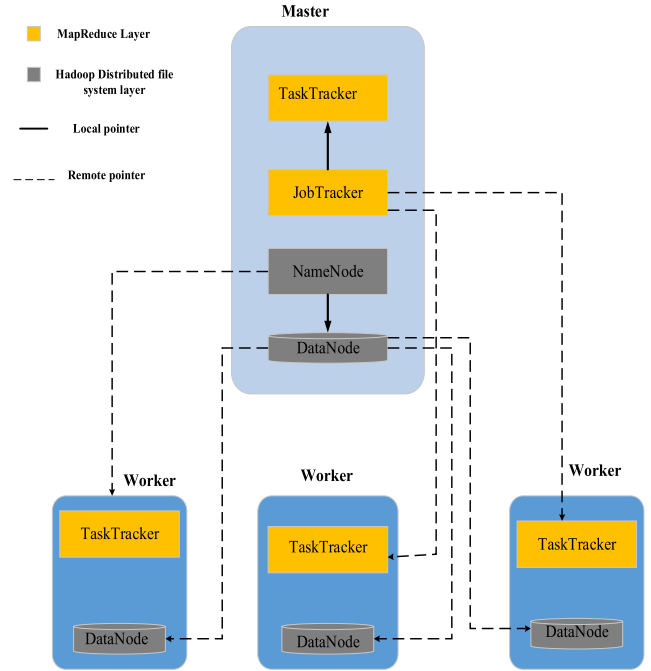 Master
MapReduce Layer
Hadoop Distributed file
system layer
Local pointer
Remote pointer
TaskTracker
JobTracker
NameNode
DataNode
Worker
Worker
Worker
TaskTracker
TaskTracker
TaskTracker
DataNode
DataNode
DataNode